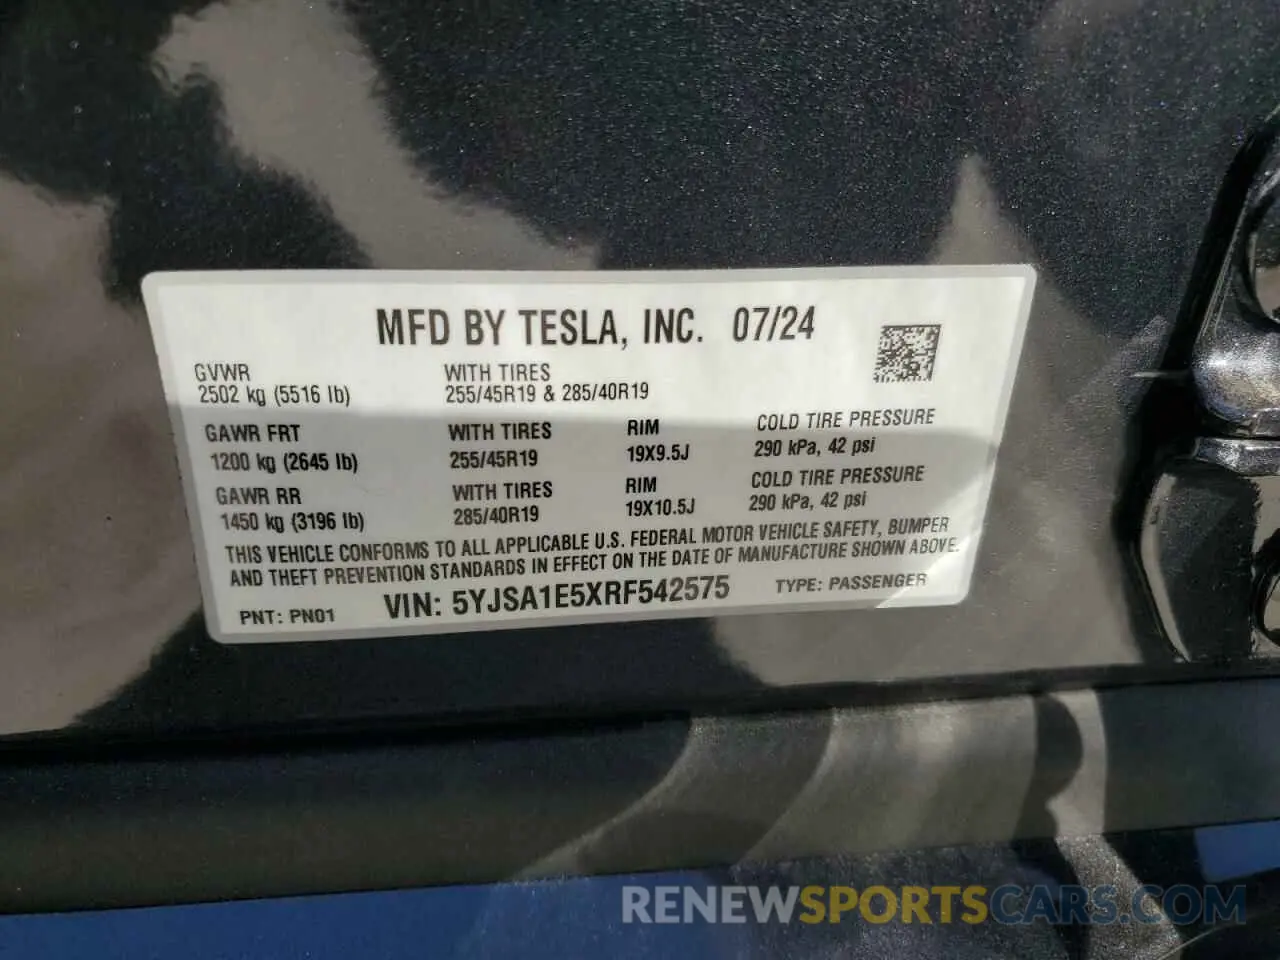 MFD BY TESLA, INC. 07/24
GVWR
2502 kg (5516 lb)
WITH TIRES
255/45R19 & 285/40R19
GAWR FRT
1200 kg (2645 lb)
WITH TIRES
255/45R19
RIM
19X9.5J
COLD TIRE PRESSURE
290 kPa, 42 psi
GAWR RR
1450 kg (3196 lb)
WITH TIRES
285/40R19
RIM
19X10.5J
COLD TIRE PRESSURE
290 kPa, 42 psi
THIS VEHICLE CONFORMS TO ALL APPLICABLE U.S. FEDERAL MOTOR VEHICLE SAFETY, BUMPER
AND THEFT PREVENTION STANDARDS IN EFFECT ON THE DATE OF MANUFACTURE SHOWN ABOVE.
PNT: PN01 VIN: 5YJSA1E5XRF542575 TYPE: PASSENGER
RENEWSPORTSCARS.COM